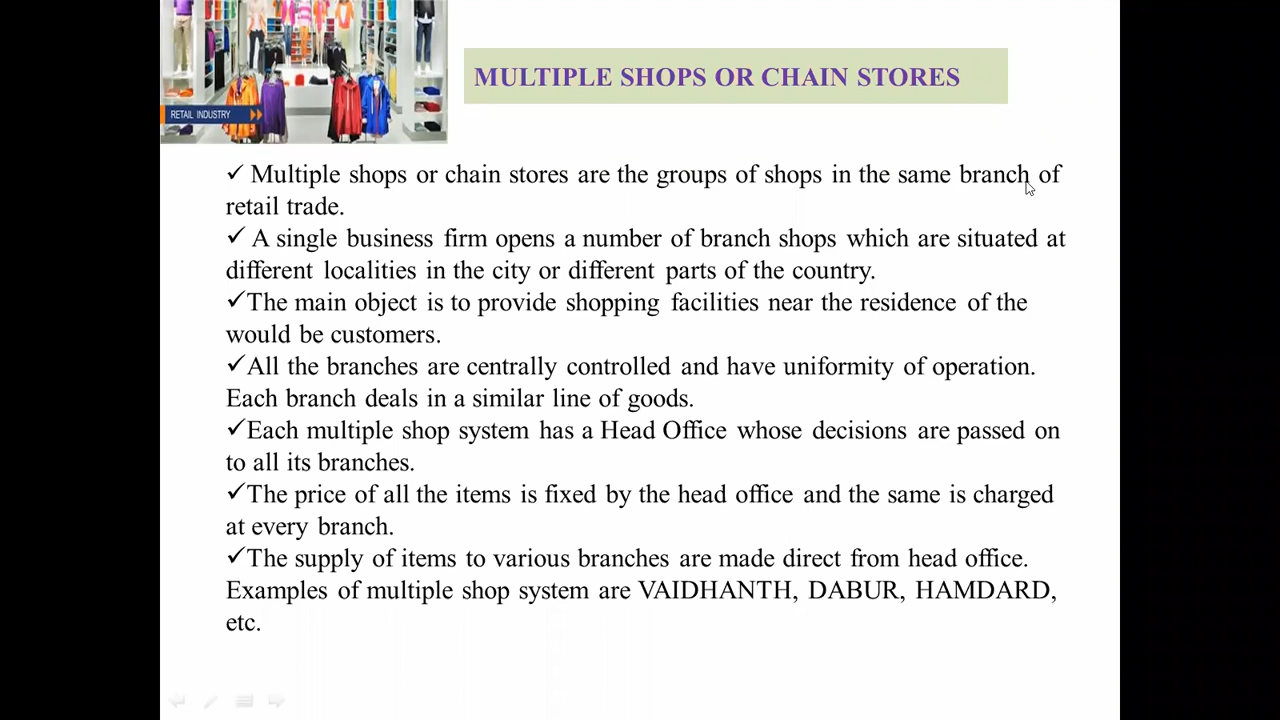 RETAIL INDUSTRY
MULTIPLE SHOPS OR CHAIN STORES
✓ Multiple shops or chain stores are the groups of shops in the same branch of
retail trade.
✓ A single business firm opens a number of branch shops which are situated at
different localities in the city or different parts of the country.
✓The main object is to provide shopping facilities near the residence of the
would be customers.
✓All the branches are centrally controlled and have uniformity of operation.
Each branch deals in a similar line of goods.
✓Each multiple shop system has a Head Office whose decisions are passed on
to all its branches.
✓The price of all the items is fixed by the head office and the same is charged
at every branch.
✓The supply of items to various branches are made direct from head office.
Examples of multiple shop system are VAIDHANTH, DABUR, HAMDARD,
etc.